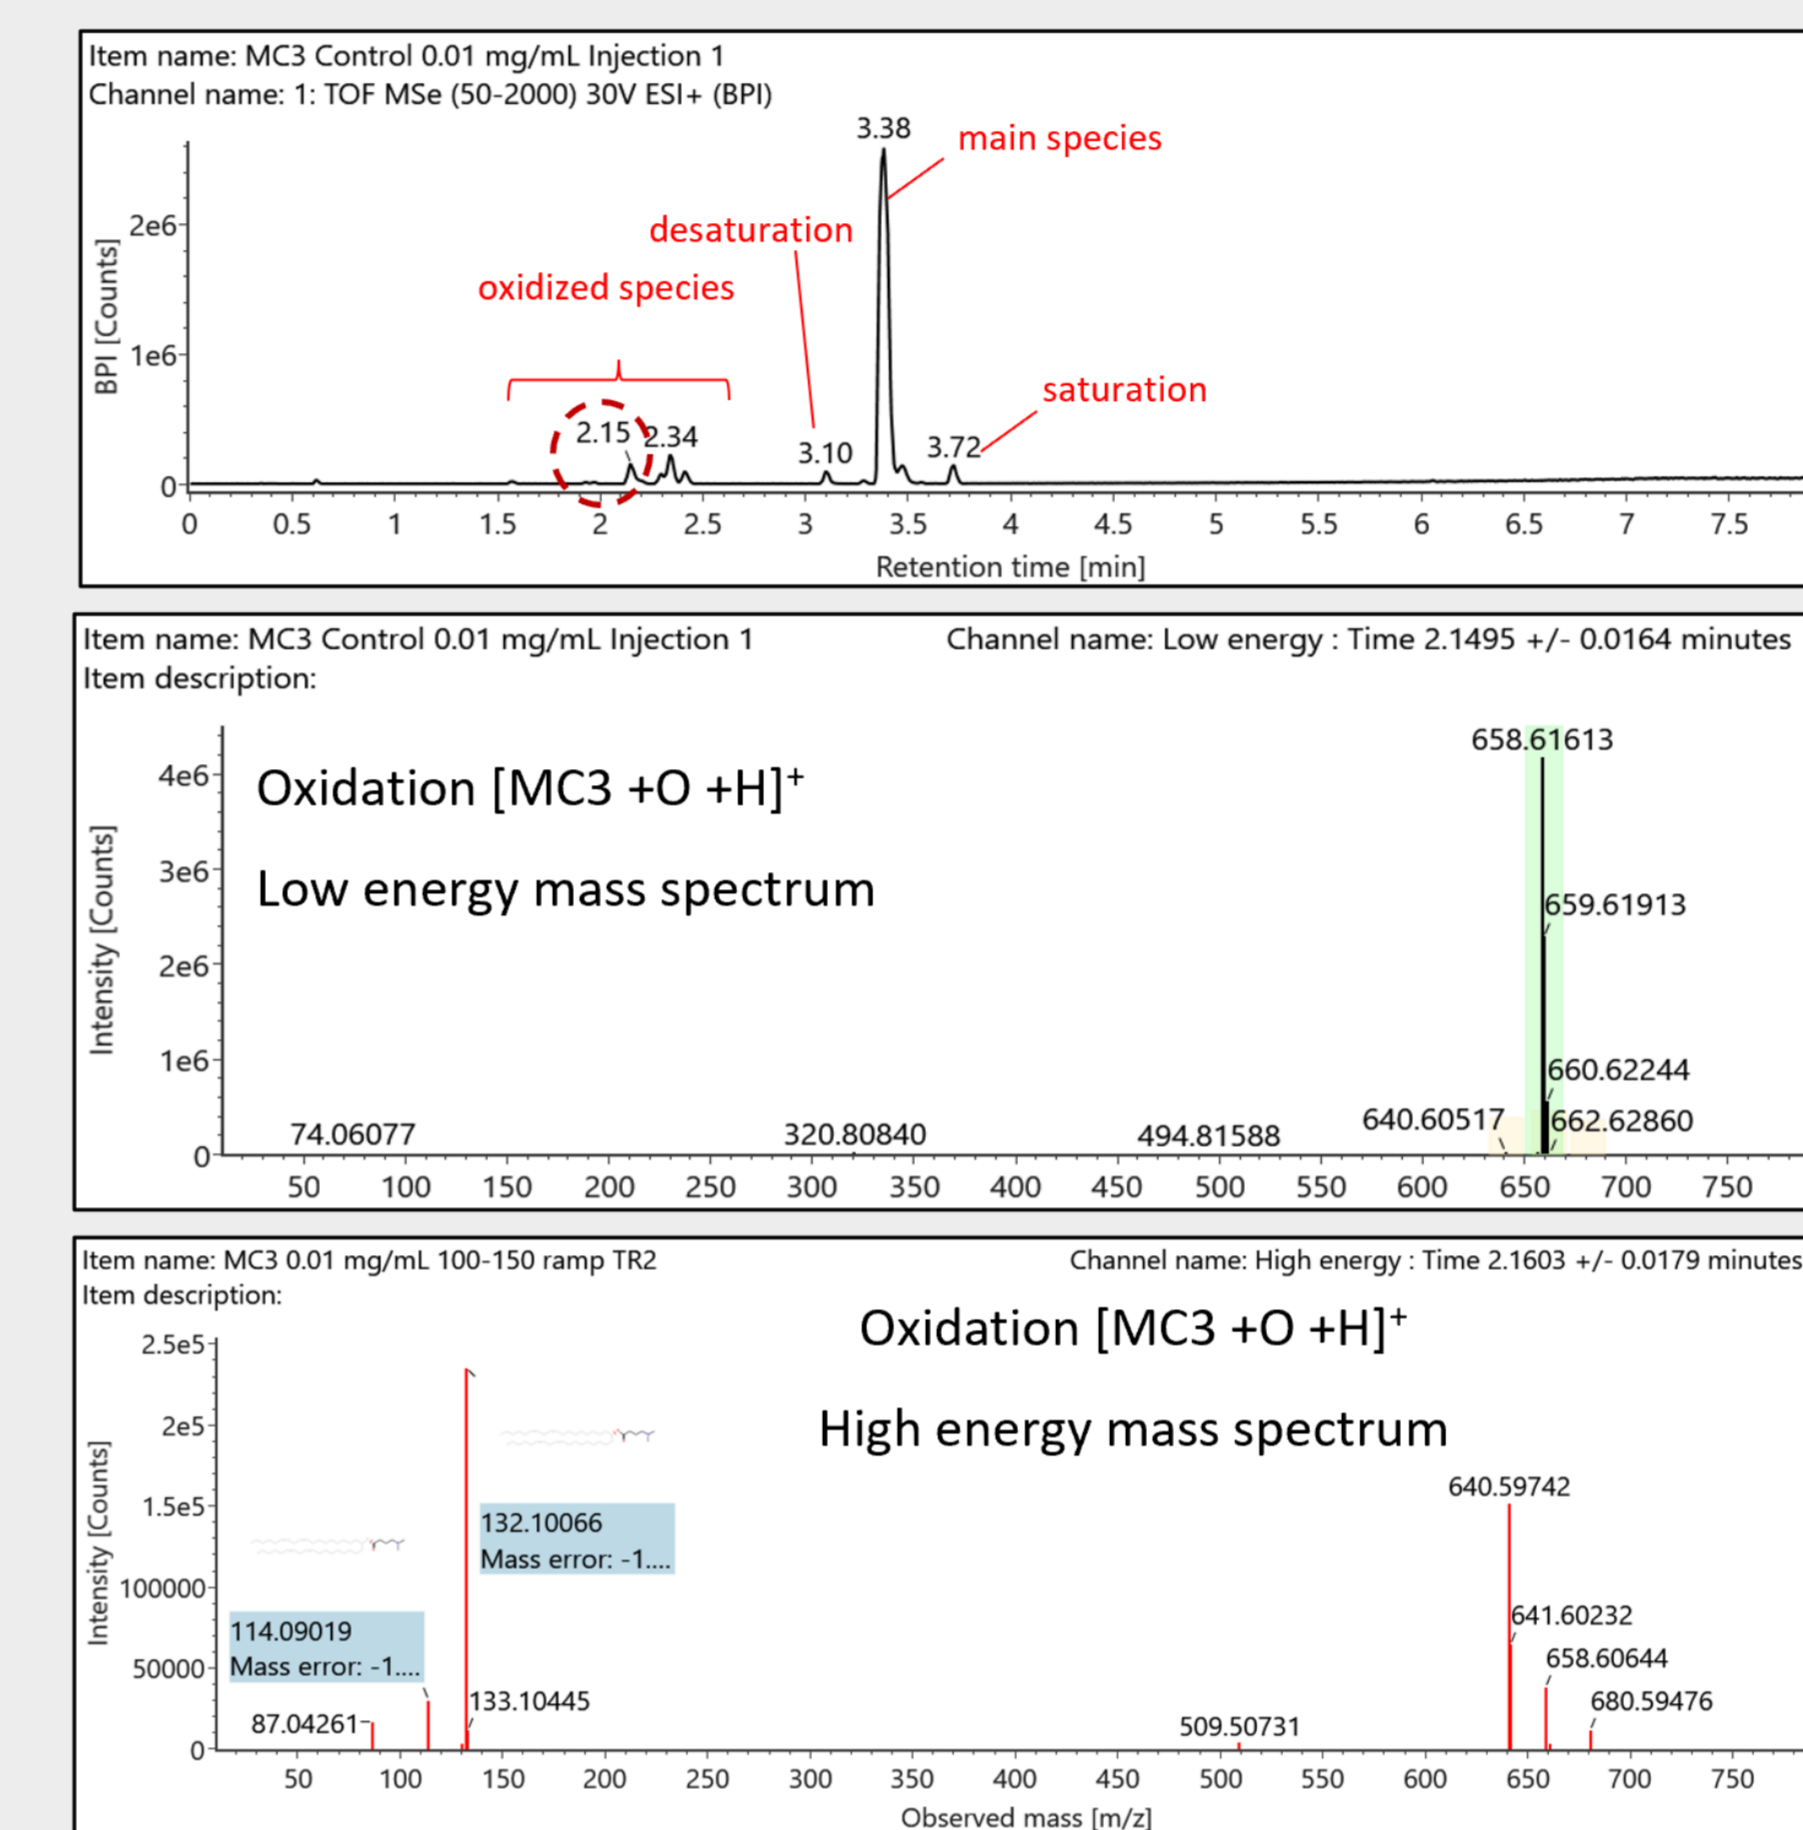 Item name: MC3 Control 0.01 mg/mL Injection 1
Channel name: 1: TOF MSe (50-2000) 30V ESI+ (BPI)
3.38
main species
desaturation
oxidized species
saturation
2.15
2.34
3.10
3.72
BPI [Counts]
2e6
1e6
0
0 0.5 1 1.5 2 2.5 3 3.5 4 4.5 5 5.5 6 6.5 7 7.5
Retention time [min]
Item name: MC3 Control 0.01 mg/mL Injection 1
Channel name: Low energy : Time 2.1495 +/- 0.0164 minutes
Item description:
658.61613
Oxidation [MC3 +O +H]⁺
Low energy mass spectrum
659.61913
660.62244
640.60517
662.62860
74.06077
320.80840
494.81588
Intensity [Counts]
4e6
3e6
2e6
1e6
0
50 100 150 200 250 300 350 400 450 500 550 600 650 700 750
Item name: MC3 0.01 mg/mL 100-150 ramp TR2
Channel name: High energy : Time 2.1603 +/- 0.0179 minutes
Item description:
Oxidation [MC3 +O +H]⁺
High energy mass spectrum
640.59742
132.10066
Mass error: -1....
114.09019
Mass error: -1....
641.60232
658.60644
680.59476
133.10445
87.04261
509.50731
Intensity [Counts]
2.5e5
2e5
1.5e5
100000
50000
0
50 100 150 200 250 300 350 400 450 500 550 600 650 700 750
Observed mass [m/z]